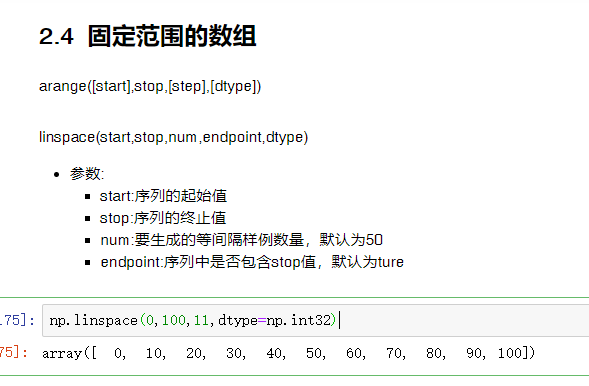 2.4 固定范围的数组
arange([start],stop,[step],[dtype])
linspace(start,stop,num,endpoint,dtype)
• 参数:
▪ start:序列的起始值
▪ stop:序列的终止值
▪ num:要生成的等间隔样例数量，默认为50
▪ endpoint:序列中是否包含stop值，默认为ture
175]: np.linspace(0,100,11,dtype=np.int32)
75]: array([ 0, 10, 20, 30, 40, 50, 60, 70, 80, 90, 100])